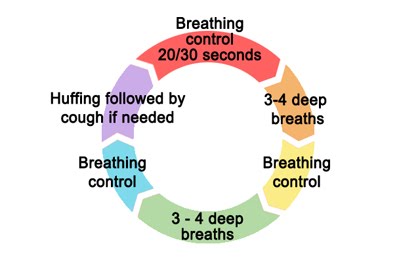 Breathing
control
20/30 seconds
3-4 deep
breaths
Breathing
control
3 - 4 deep
breaths
Breathing
control
Huffing followed by
cough if needed